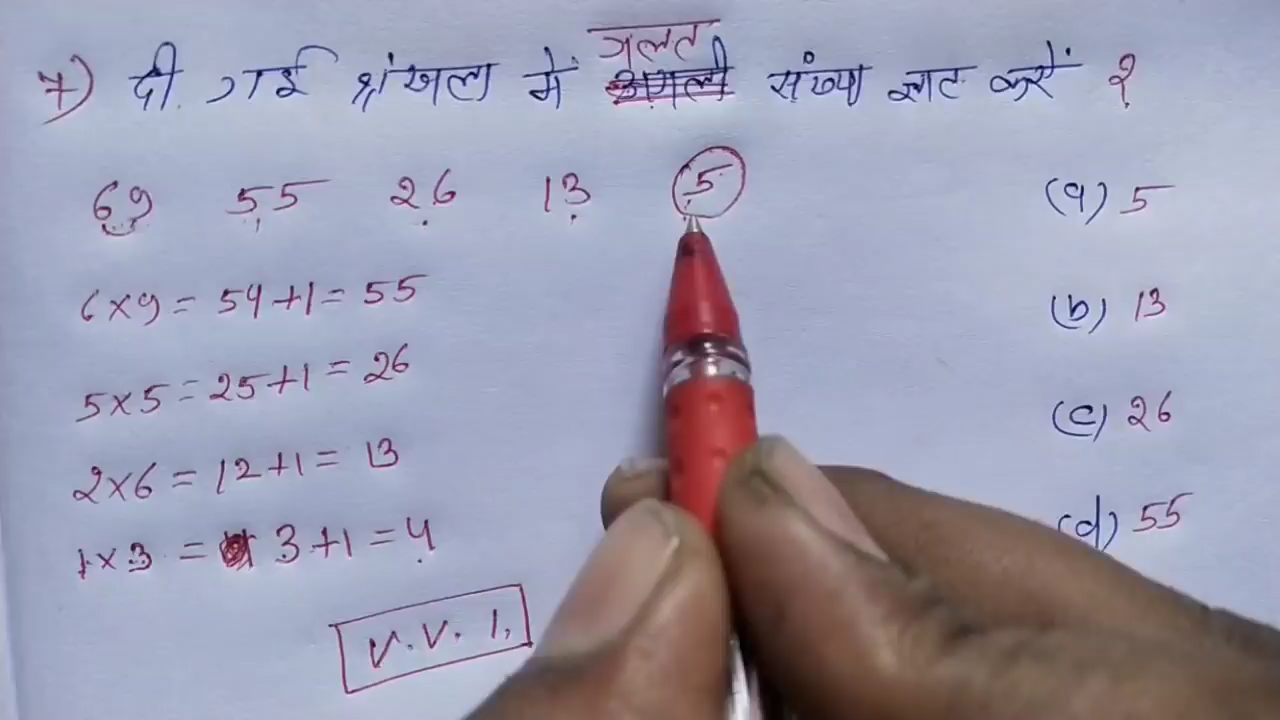 7) दी गई श्रंखला में गलत संख्या ज्ञात करें ?
69 55 26 13 5
(a) 5
6×9 = 54+1 = 55
(b) 13
5×5 = 25+1 = 26
(c) 26
2×6 = 12+1 = 13
(d) 55
1×3 = 3+1 = 4
V.V.I.